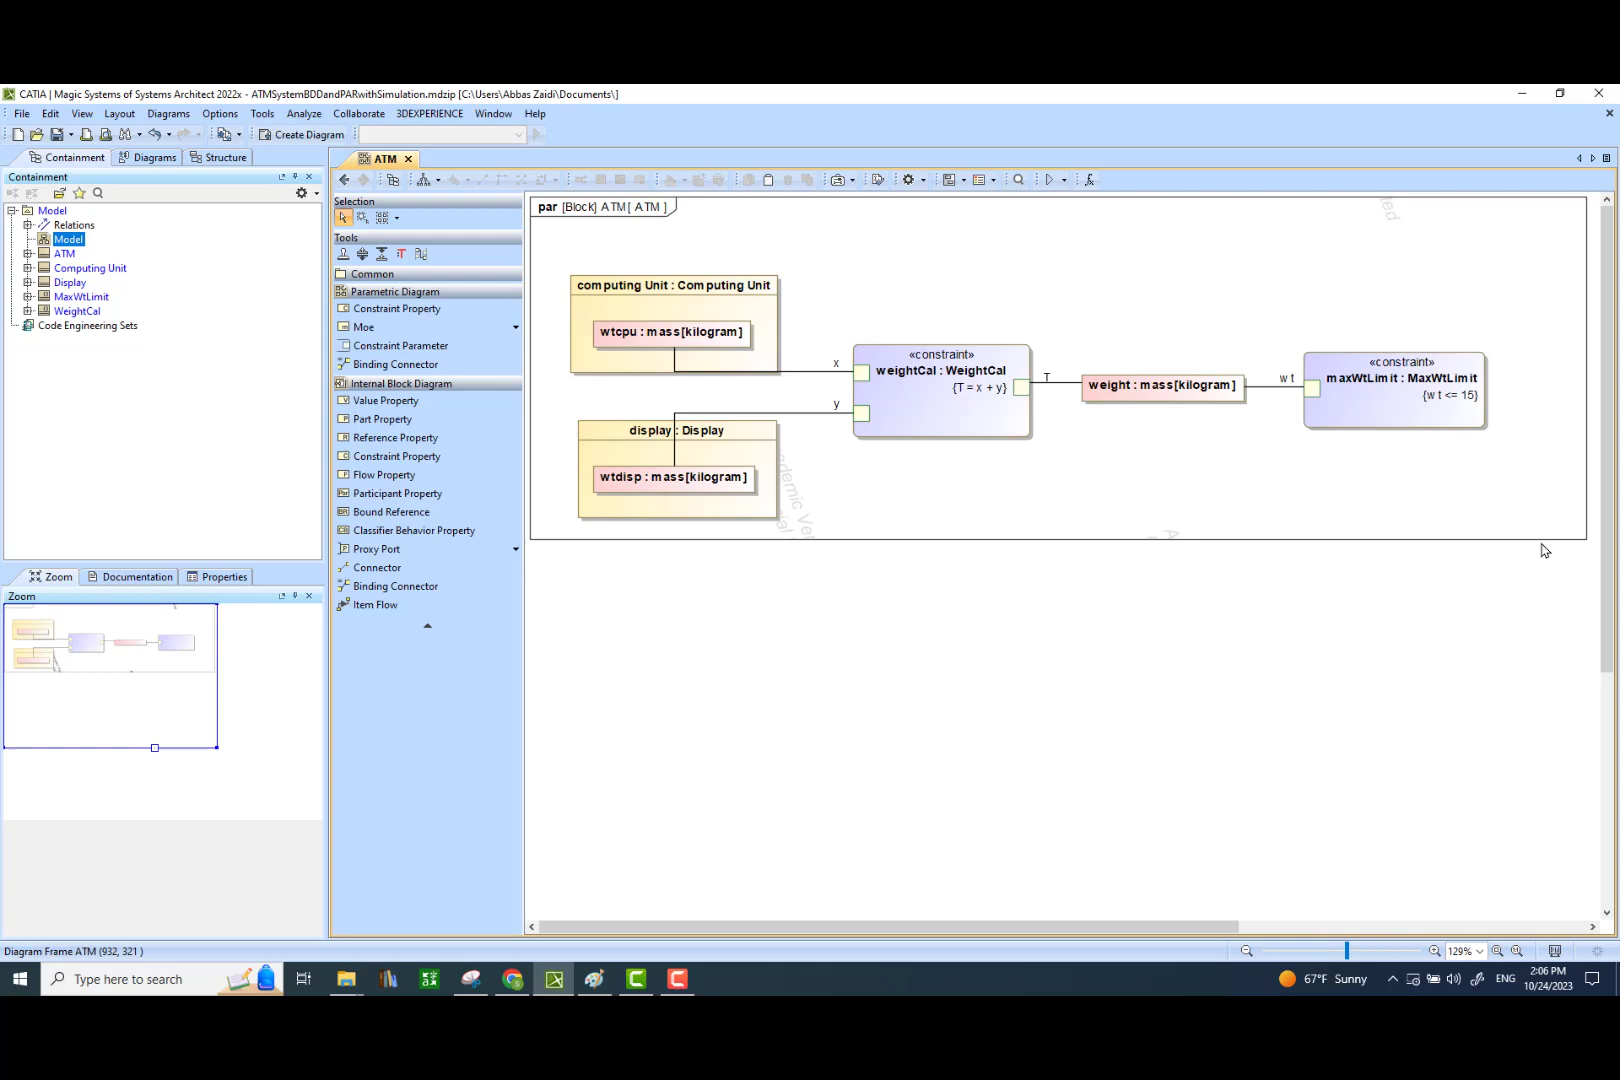 CATIA | Magic Systems of Systems Architect 2022x - ATMSystemBDDandPARwithSimulation.mdzip [C:\Users\Abbas Zaidi\Documents\]
File Edit View Layout Diagrams Options Tools Analyze Collaborate 3DEXPERIENCE Window Help
Create Diagram
Containment Diagrams Structure
ATM
Containment
Model
Relations
Model
ATM
Computing Unit
Display
MaxWtLimit
WeightCal
Code Engineering Sets
Zoom Documentation Properties
Zoom
Selection
Tools
Common
Parametric Diagram
Constraint Property
Moe
Constraint Parameter
Binding Connector
Internal Block Diagram
Value Property
Part Property
Reference Property
Constraint Property
Flow Property
Participant Property
Bound Reference
Classifier Behavior Property
Proxy Port
Connector
Binding Connector
Item Flow
par [Block] ATM[ ATM ]
computing Unit : Computing Unit
wtcpu : mass[kilogram]
display : Display
wtdisp : mass[kilogram]
x
y
«constraint»
weightCal : WeightCal
{T = x + y}
T
weight : mass[kilogram]
wt
«constraint»
maxWtLimit : MaxWtLimit
{wt <= 15}
Diagram Frame ATM (932, 321 )
129%
Type here to search
67°F Sunny
ENG
2:06 PM
10/24/2023